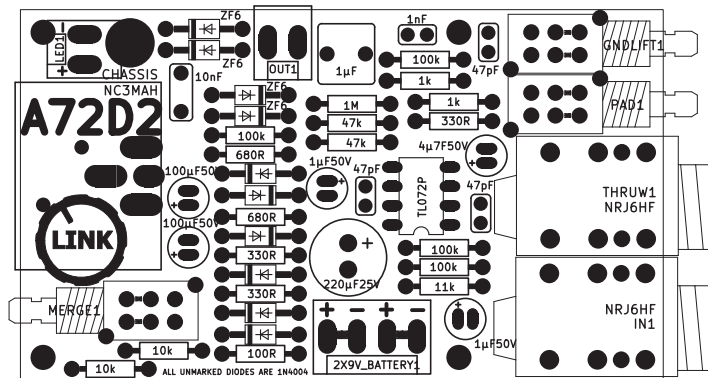 ZF6
LED1
+
1nF
GNDLIFT1
ZF6
CHASSIS
NC3MAH
10nF
OUT1
1µF
100k
47pF
1k
ZF6
ZF6
PAD1
A72D2
1M
1k
47k
330R
100k
47k
4µ7F50V
680R
1µF50V
100µF50V
+
+
47pF
TL072P
47pF
THRUW1
NRJ6HF
680R
100µF50V
+
LINK
330R
+
100k
100k
220µF25V
330R
11k
MERGE1
+ - + -
+
NRJ6HF
IN1
1µF50V
10k
100R
2X9V_BATTERY1
10k
ALL UNMARKED DIODES ARE 1N4004